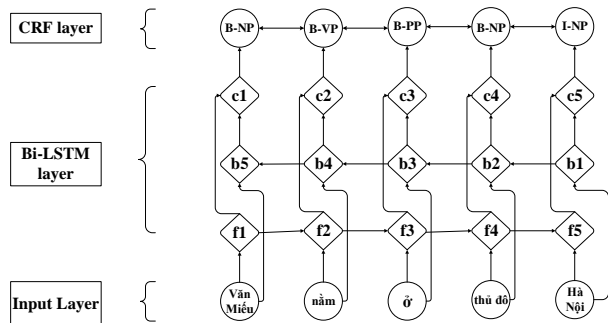 CRF layer
B-NP B-VP B-PP B-NP I-NP
c1 c2 c3 c4 c5
Bi-LSTM
layer
b5 b4 b3 b2 b1
f1 f2 f3 f4 f5
Input Layer
Văn
Miếu
nằm
ở
thủ đô
Hà
Nội